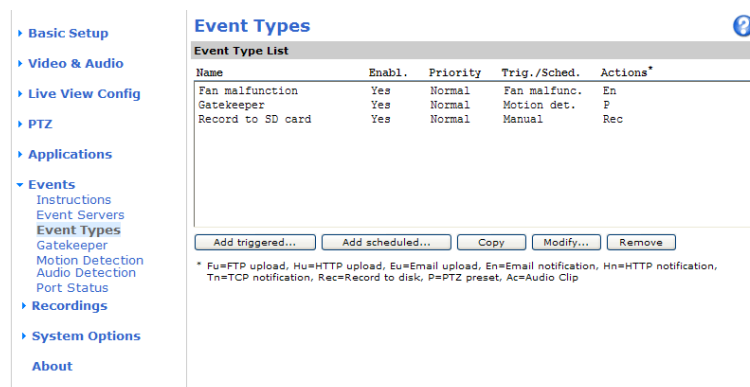 Basic Setup
Video & Audio
Live View Config
PTZ
Applications
Events
Instructions
Event Servers
Event Types
Gatekeeper
Motion Detection
Audio Detection
Port Status
Recordings
System Options
About
Event Types
?
Event Type List
Name Enabl. Priority Trig./Sched. Actions*
Fan malfunction Yes Normal Fan malfunc. En
Gatekeeper Yes Normal Motion det. P
Record to SD card Yes Normal Manual Rec
Add triggered... Add scheduled... Copy Modify... Remove
* Fu=FTP upload, Hu=HTTP upload, Eu=Email upload, En=Email notification, Hn=HTTP notification,
Tn=TCP notification, Rec=Record to disk, P=PTZ preset, Ac=Audio Clip